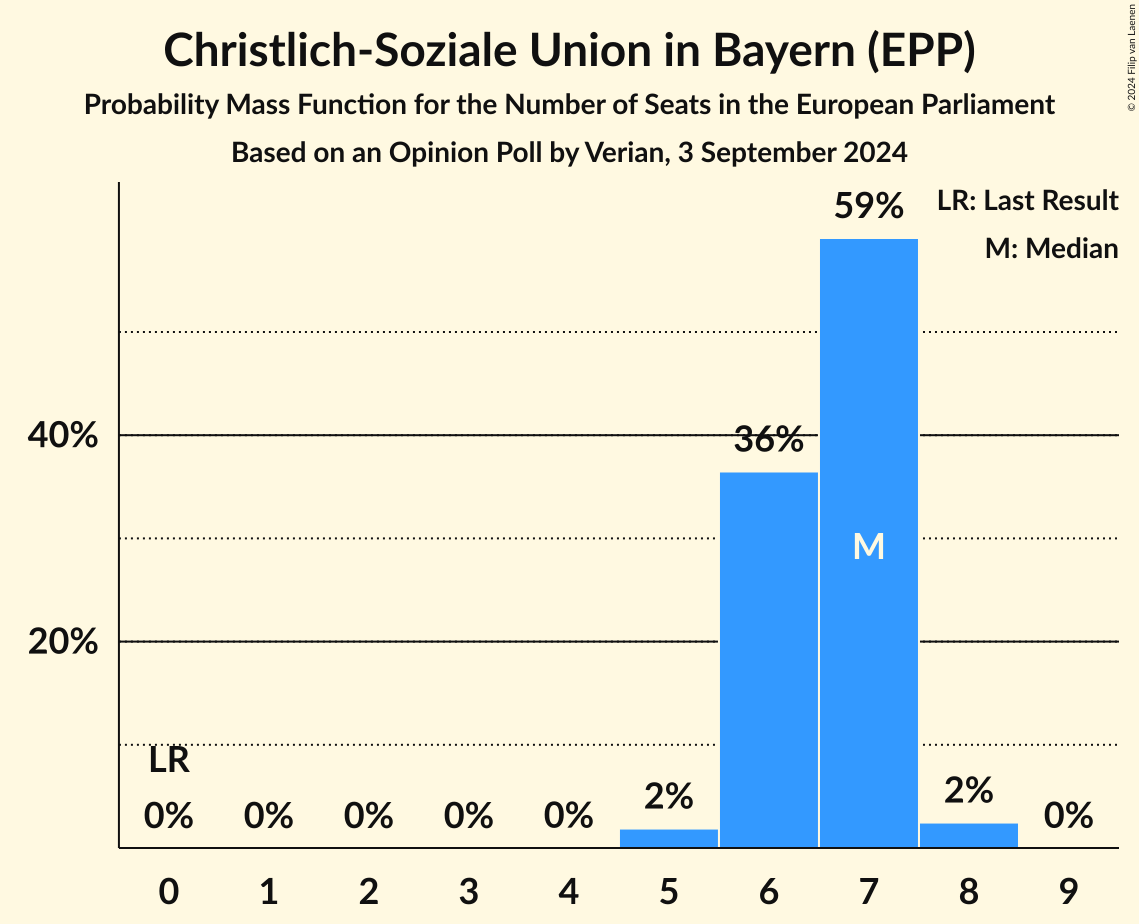 Christlich-Soziale Union in Bayern (EPP)
Probability Mass Function for the Number of Seats in the European Parliament
Based on an Opinion Poll by Verian, 3 September 2024
© 2024 Filip van Laenen
LR: Last Result
M: Median
59%
40%
36%
M
20%
LR
0% 0% 0% 0% 0% 2% 2% 0%
0 1 2 3 4 5 6 7 8 9